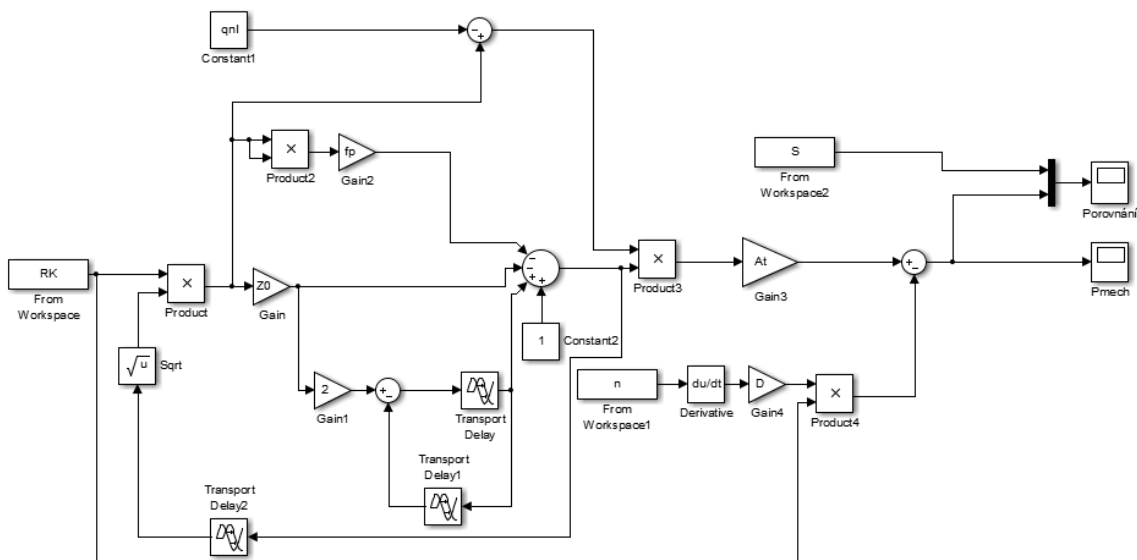 qnl
Constant1
−
+
×
Product2
fp
Gain2
S
From
Workspace2
Porovnání
RK
From
Workspace
×
Product
Z0
Gain
−
−
+
+
×
Product3
At
Gain3
+
−
Pmech
1
Constant2
√u
Sqrt
2
Gain1
+
−
Transport
Delay
n
From
Workspace1
du/dt
Derivative
D
Gain4
×
Product4
Transport
Delay1
Transport
Delay2